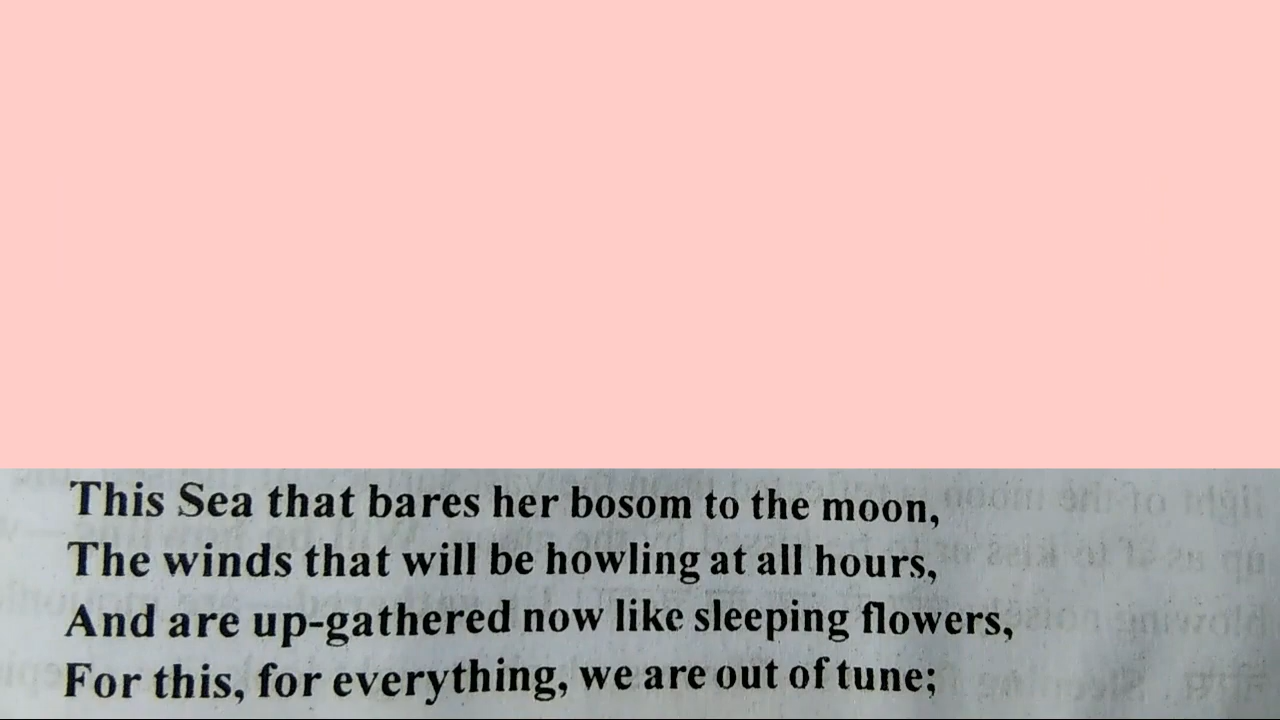 This Sea that bares her bosom to the moon,
The winds that will be howling at all hours,
And are up-gathered now like sleeping flowers,
For this, for everything, we are out of tune;